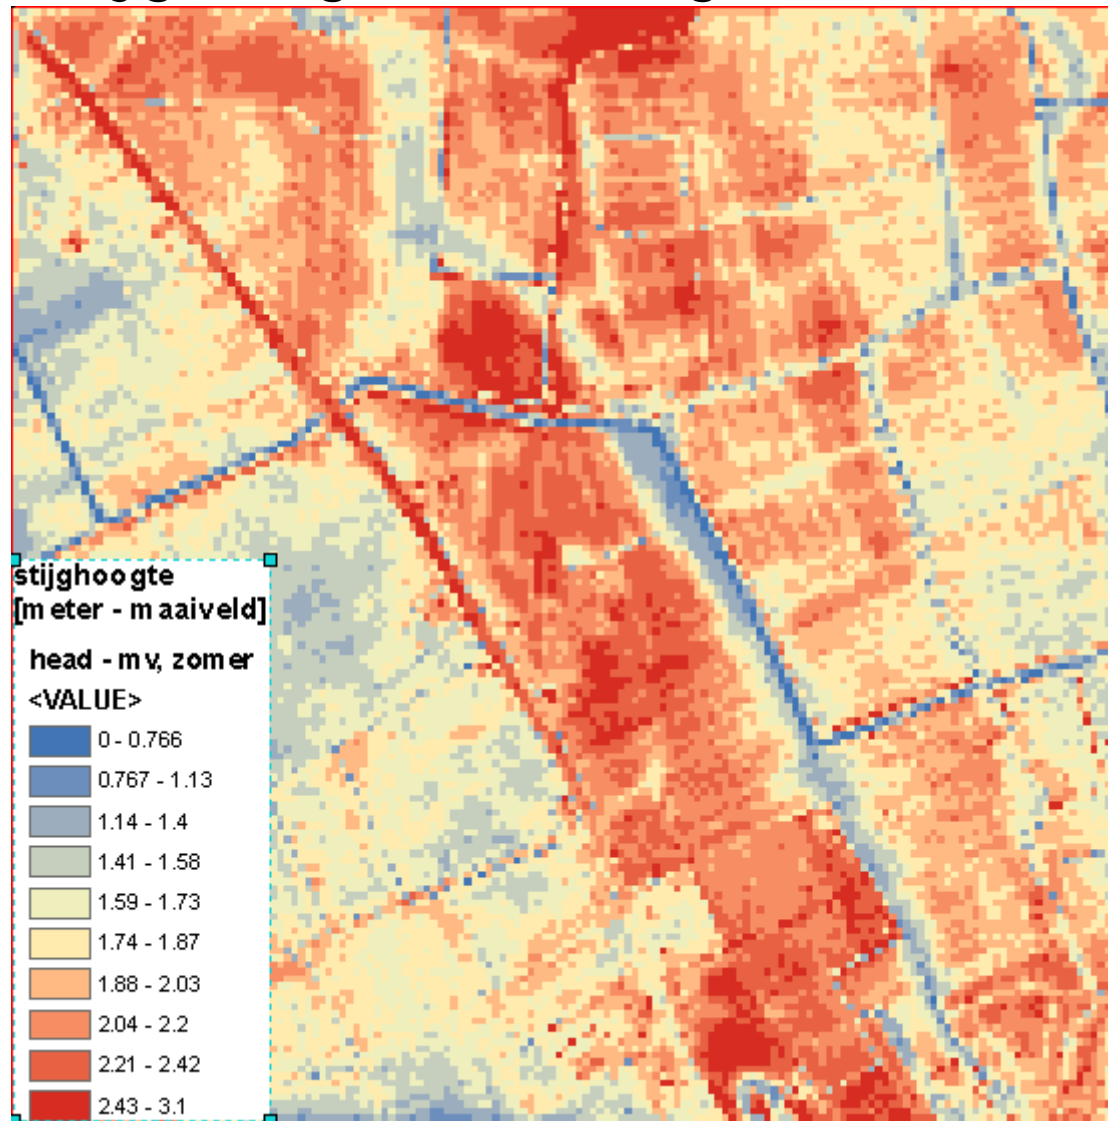 stijghoogte
[meter - maaiveld]
head - mv, zomer
<VALUE>
0 - 0.766
0.767 - 1.13
1.14 - 1.4
1.41 - 1.58
1.59 - 1.73
1.74 - 1.87
1.88 - 2.03
2.04 - 2.2
2.21 - 2.42
2.43 - 3.1